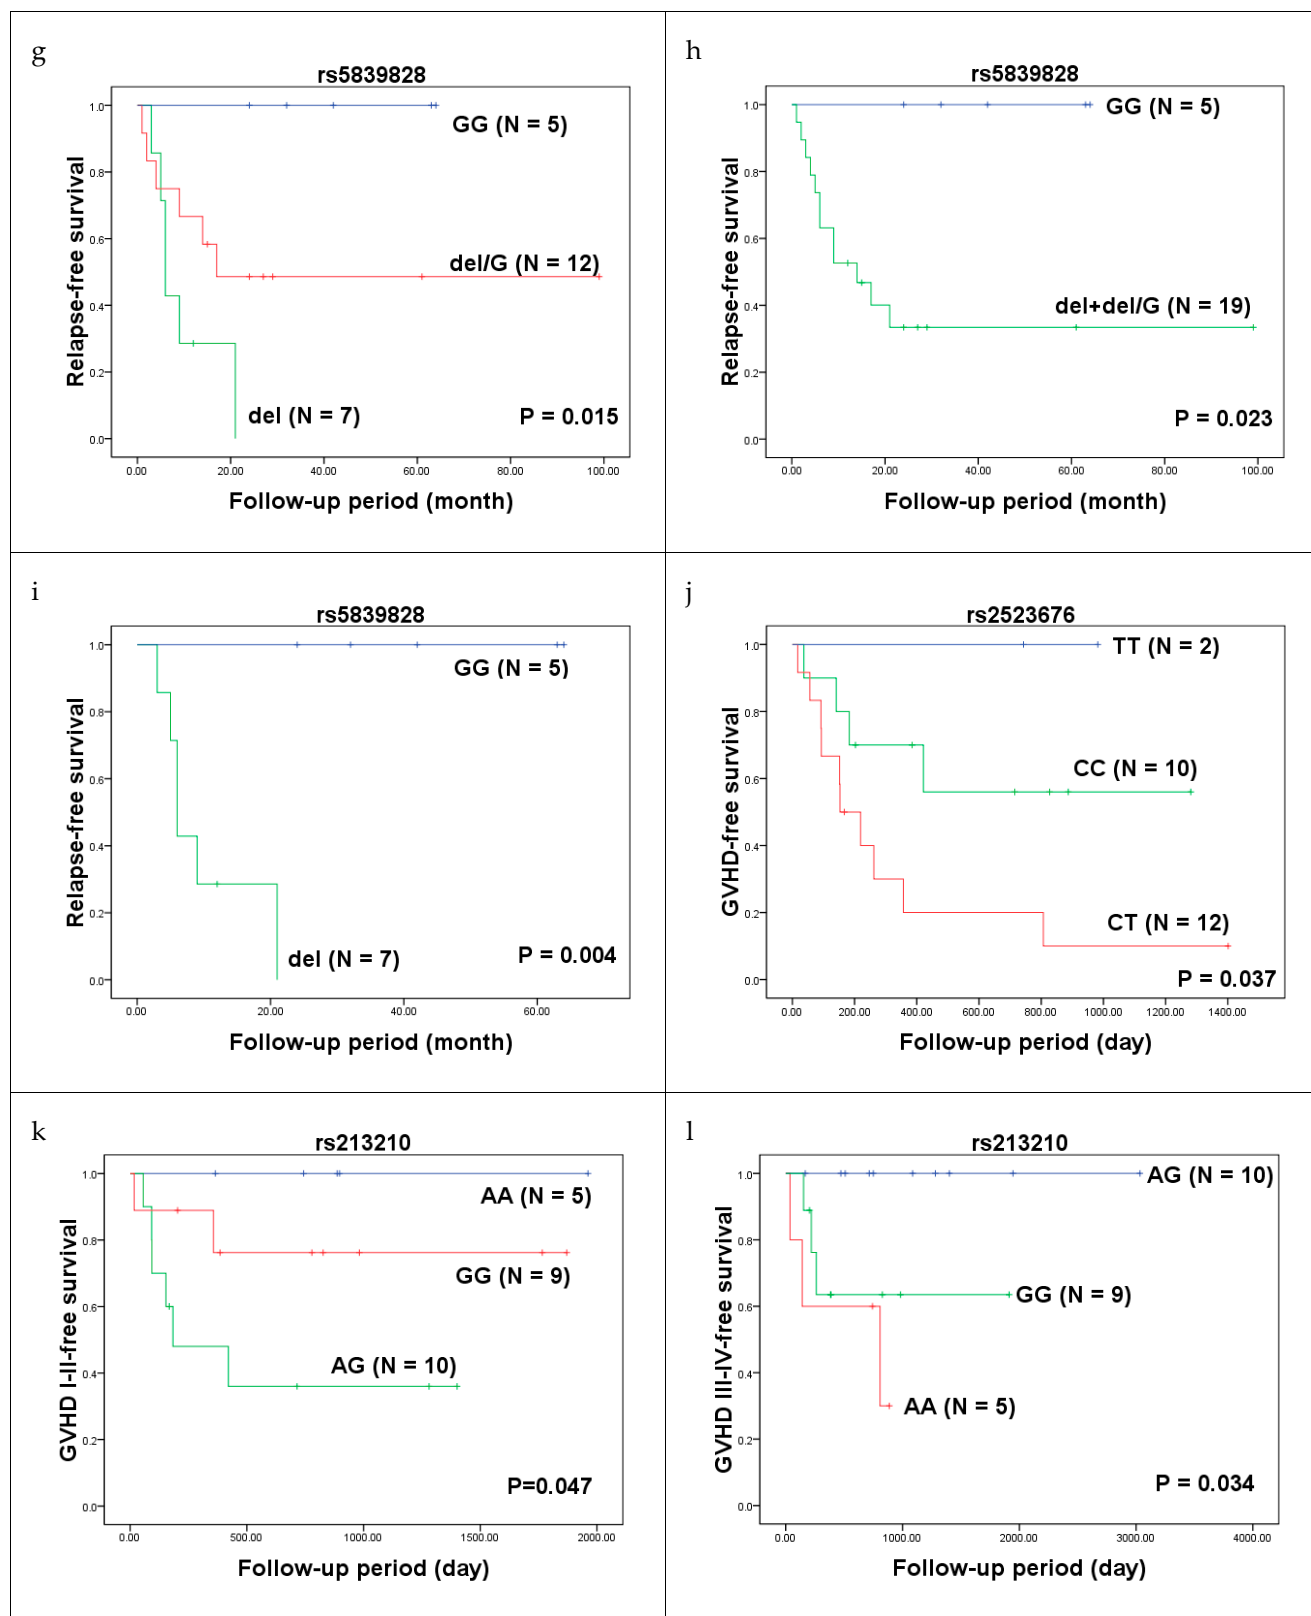 g
rs5839828
Relapse-free survival
1.0
0.8
0.6
0.4
0.2
0.0
GG (N = 5)
del/G (N = 12)
del (N = 7)
P = 0.015
0.00 20.00 40.00 60.00 80.00 100.00
Follow-up period (month)
h
rs5839828
Relapse-free survival
1.0
0.8
0.6
0.4
0.2
0.0
GG (N = 5)
del+del/G (N = 19)
P = 0.023
0.00 20.00 40.00 60.00 80.00 100.00
Follow-up period (month)
i
rs5839828
Relapse-free survival
1.0
0.8
0.6
0.4
0.2
0.0
GG (N = 5)
del (N = 7)
P = 0.004
0.00 20.00 40.00 60.00
Follow-up period (month)
j
rs2523676
GVHD-free survival
1.0
0.8
0.6
0.4
0.2
0.0
TT (N = 2)
CC (N = 10)
CT (N = 12)
P = 0.037
0.00 200.00 400.00 600.00 800.00 1000.00 1200.00 1400.00
Follow-up period (day)
k
rs213210
GVHD I-II-free survival
1.0
0.8
0.6
0.4
0.2
0.0
AA (N = 5)
GG (N = 9)
AG (N = 10)
P=0.047
0.00 500.00 1000.00 1500.00 2000.00
Follow-up period (day)
l
rs213210
GVHD III-IV-free survival
1.0
0.8
0.6
0.4
0.2
0.0
AG (N = 10)
GG (N = 9)
AA (N = 5)
P = 0.034
0.00 1000.00 2000.00 3000.00 4000.00
Follow-up period (day)